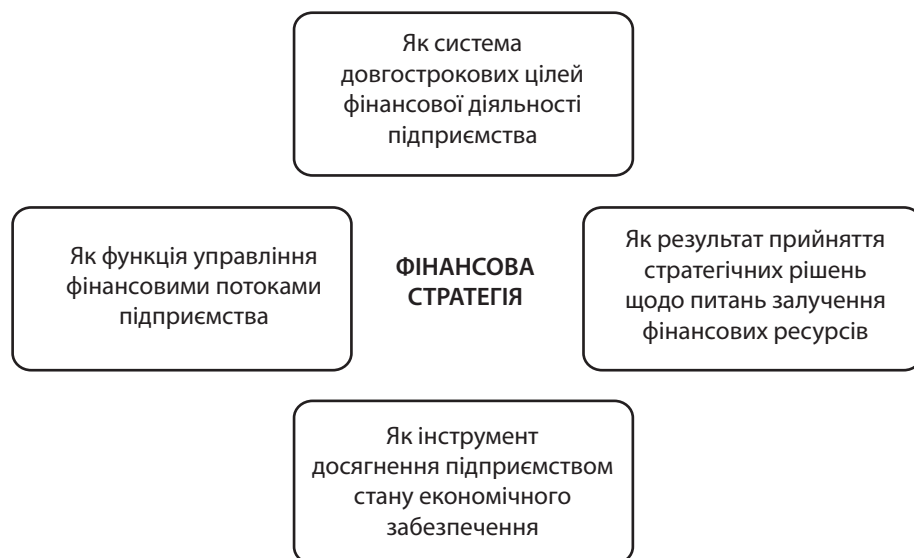 Як система
довгострокових цілей
фінансової діяльності
підприємства
Як функція управління
фінансовими потоками
підприємства
ФІНАНСОВА
СТРАТЕГІЯ
Як результат прийняття
стратегічних рішень
щодо питань залучення
фінансових ресурсів
Як інструмент
досягнення підприємством
стану економічного
забезпечення